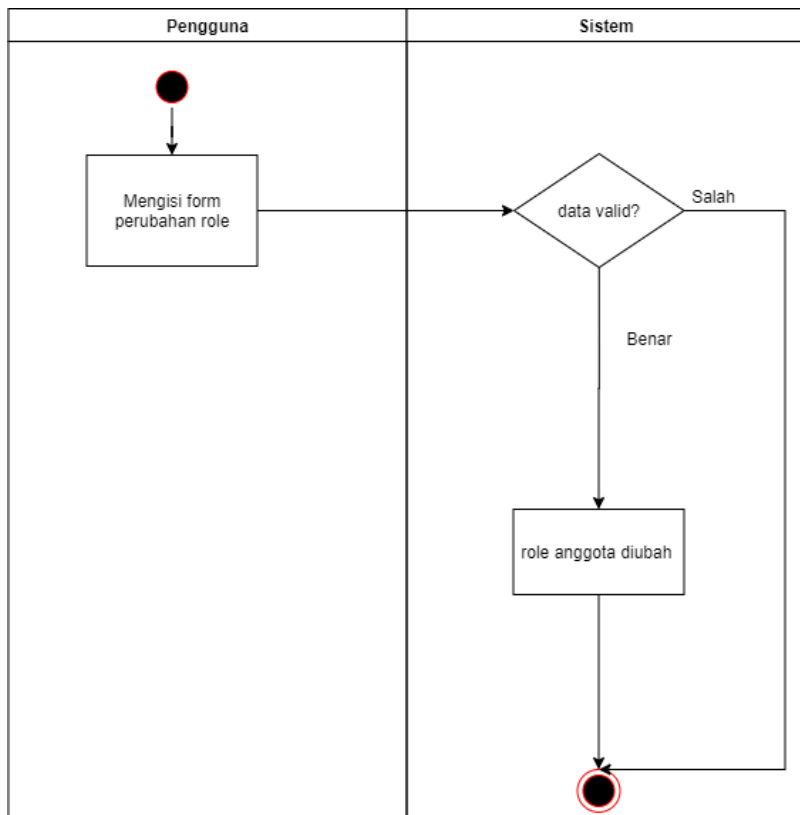 Pengguna
Sistem
Mengisi form
perubahan role
data valid?
Salah
Benar
role anggota diubah